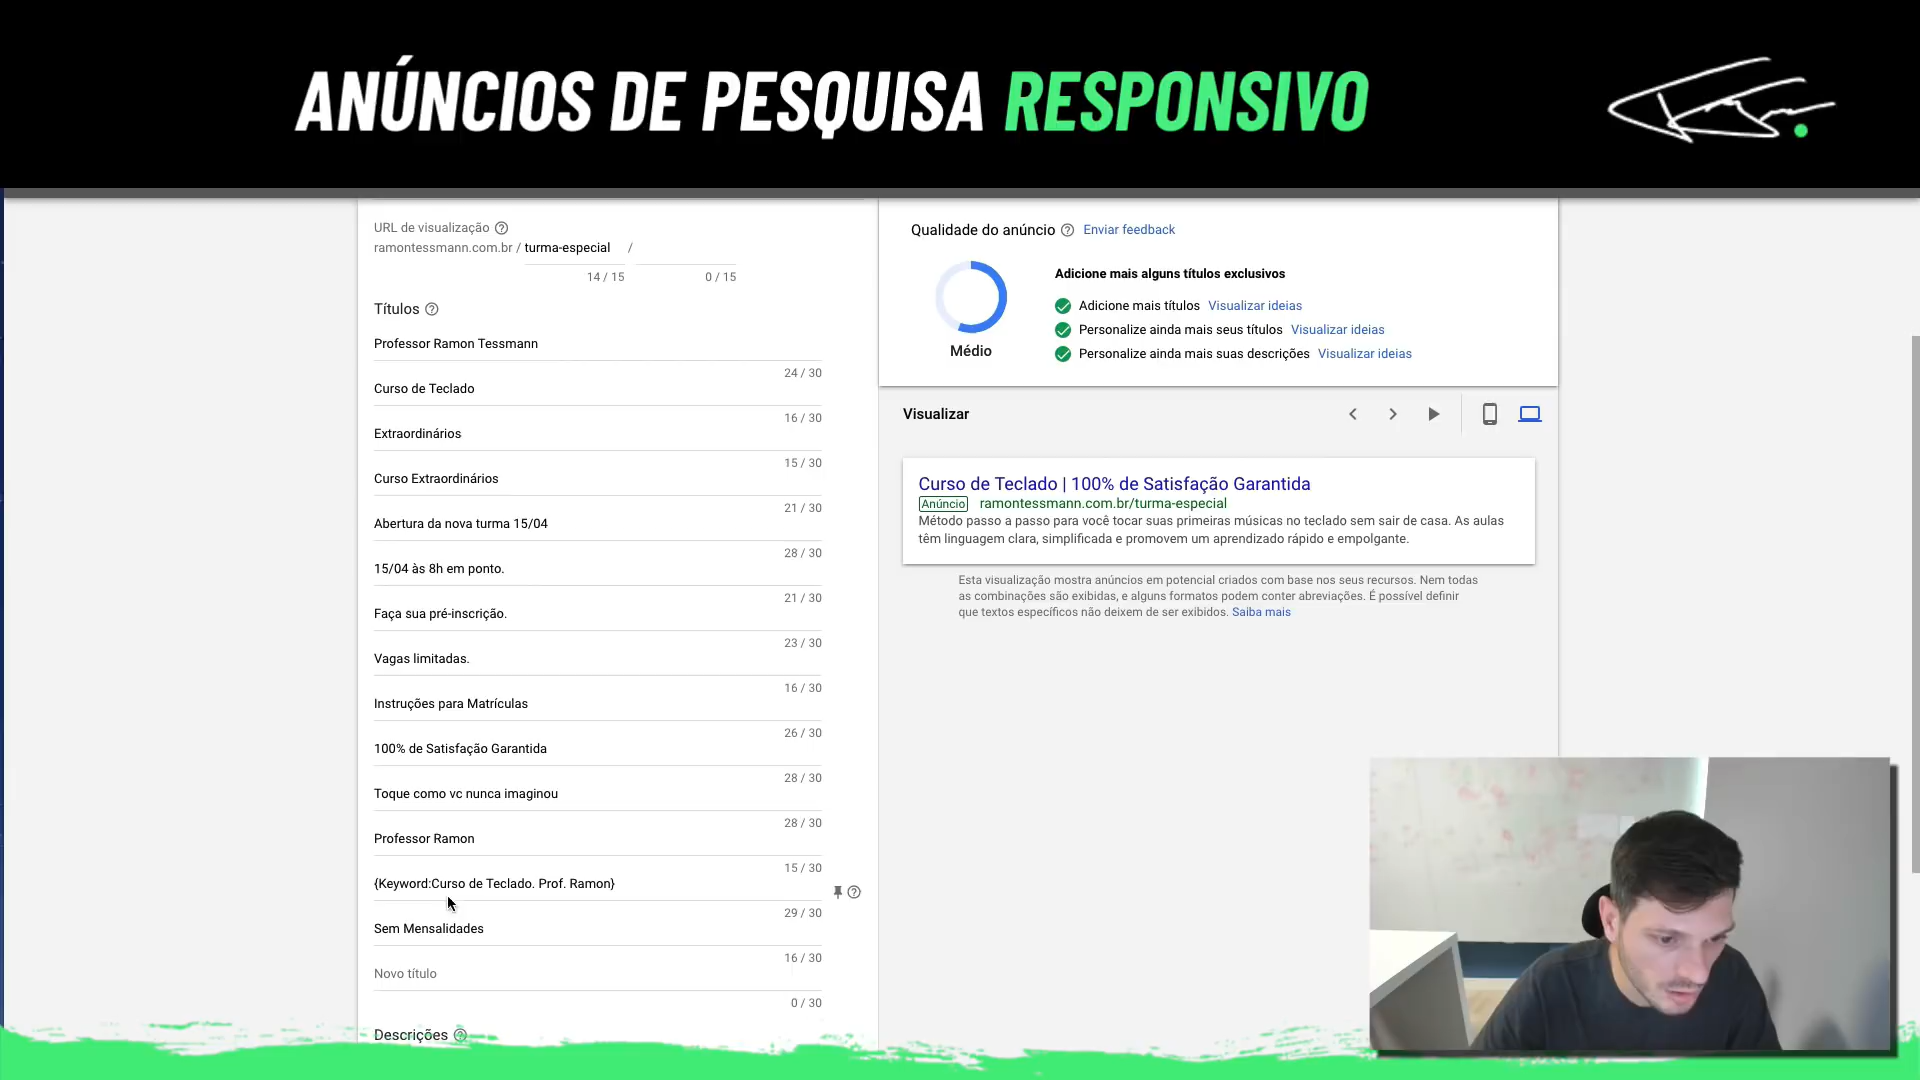 ANÚNCIOS DE PESQUISA RESPONSIVO
URL de visualização
ramontessmann.com.br / turma-especial /
14 / 15 0 / 15
Títulos
Professor Ramon Tessmann
24 / 30
Curso de Teclado
16 / 30
Extraordinários
15 / 30
Curso Extraordinários
21 / 30
Abertura da nova turma 15/04
28 / 30
15/04 às 8h em ponto.
21 / 30
Faça sua pré-inscrição.
23 / 30
Vagas limitadas.
16 / 30
Instruções para Matrículas
26 / 30
100% de Satisfação Garantida
28 / 30
Toque como vc nunca imaginou
28 / 30
Professor Ramon
15 / 30
{Keyword:Curso de Teclado. Prof. Ramon}
29 / 30
Sem Mensalidades
16 / 30
Novo título
0 / 30
Descrições
Qualidade do anúncio Enviar feedback
Médio
Adicione mais alguns títulos exclusivos
Adicione mais títulos Visualizar ideias
Personalize ainda mais seus títulos Visualizar ideias
Personalize ainda mais suas descrições Visualizar ideias
Visualizar
Curso de Teclado | 100% de Satisfação Garantida
Anúncio ramontessmann.com.br/turma-especial
Método passo a passo para você tocar suas primeiras músicas no teclado sem sair de casa. As aulas
têm linguagem clara, simplificada e promovem um aprendizado rápido e empolgante.
Esta visualização mostra anúncios em potencial criados com base nos seus recursos. Nem todas
as combinações são exibidas, e alguns formatos podem conter abreviações. É possível definir
que textos específicos não deixem de ser exibidos. Saiba mais